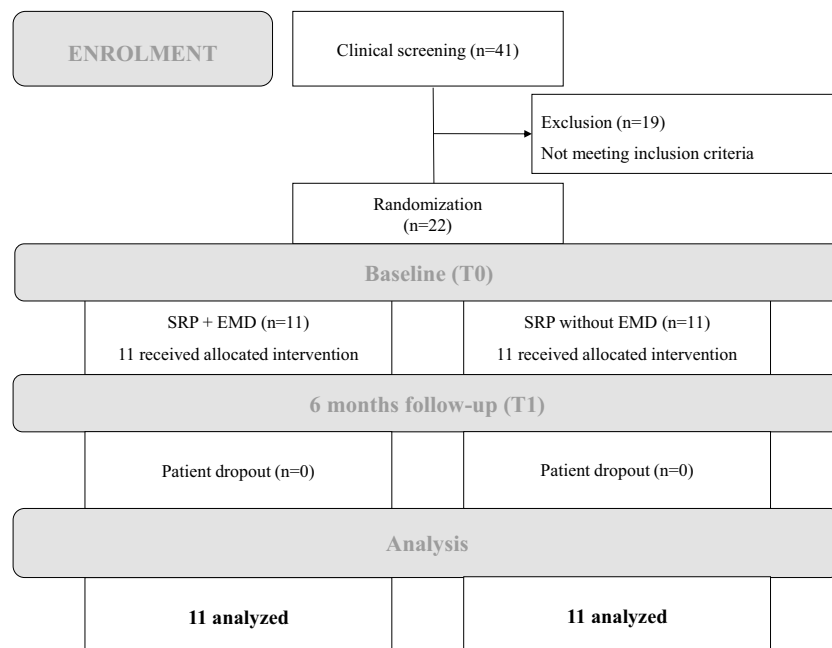 ENROLMENT
Clinical screening (n=41)
Exclusion (n=19)
Not meeting inclusion criteria
Randomization
(n=22)
Baseline (T0)
SRP + EMD (n=11)
11 received allocated intervention
SRP without EMD (n=11)
11 received allocated intervention
6 months follow-up (T1)
Patient dropout (n=0)
Patient dropout (n=0)
Analysis
11 analyzed
11 analyzed